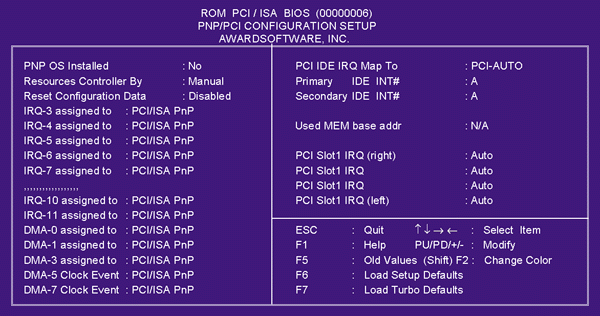 ROM PCI / ISA BIOS (00000006)
PNP/PCI CONFIGURATION SETUP
AWARDSOFTWARE, INC.
PNP OS Installed : No
Resources Controller By : Manual
Reset Configuration Data : Disabled
IRQ-3 assigned to : PCI/ISA PnP
IRQ-4 assigned to : PCI/ISA PnP
IRQ-5 assigned to : PCI/ISA PnP
IRQ-6 assigned to : PCI/ISA PnP
IRQ-7 assigned to : PCI/ISA PnP
,,,,,,,,,,,,,,,,,,
IRQ-10 assigned to : PCI/ISA PnP
IRQ-11 assigned to : PCI/ISA PnP
DMA-0 assigned to : PCI/ISA PnP
DMA-1 assigned to : PCI/ISA PnP
DMA-3 assigned to : PCI/ISA PnP
DMA-5 Clock Event : PCI/ISA PnP
DMA-7 Clock Event : PCI/ISA PnP
PCI IDE IRQ Map To : PCI-AUTO
Primary IDE INT# : A
Secondary IDE INT# : A
Used MEM base addr : N/A
PCI Slot1 IRQ (right) : Auto
PCI Slot1 IRQ : Auto
PCI Slot1 IRQ : Auto
PCI Slot1 IRQ (left) : Auto
ESC : Quit ↑↓→← : Select Item
F1 : Help PU/PD/+/- : Modify
F5 : Old Values (Shift) F2 : Change Color
F6 : Load Setup Defaults
F7 : Load Turbo Defaults